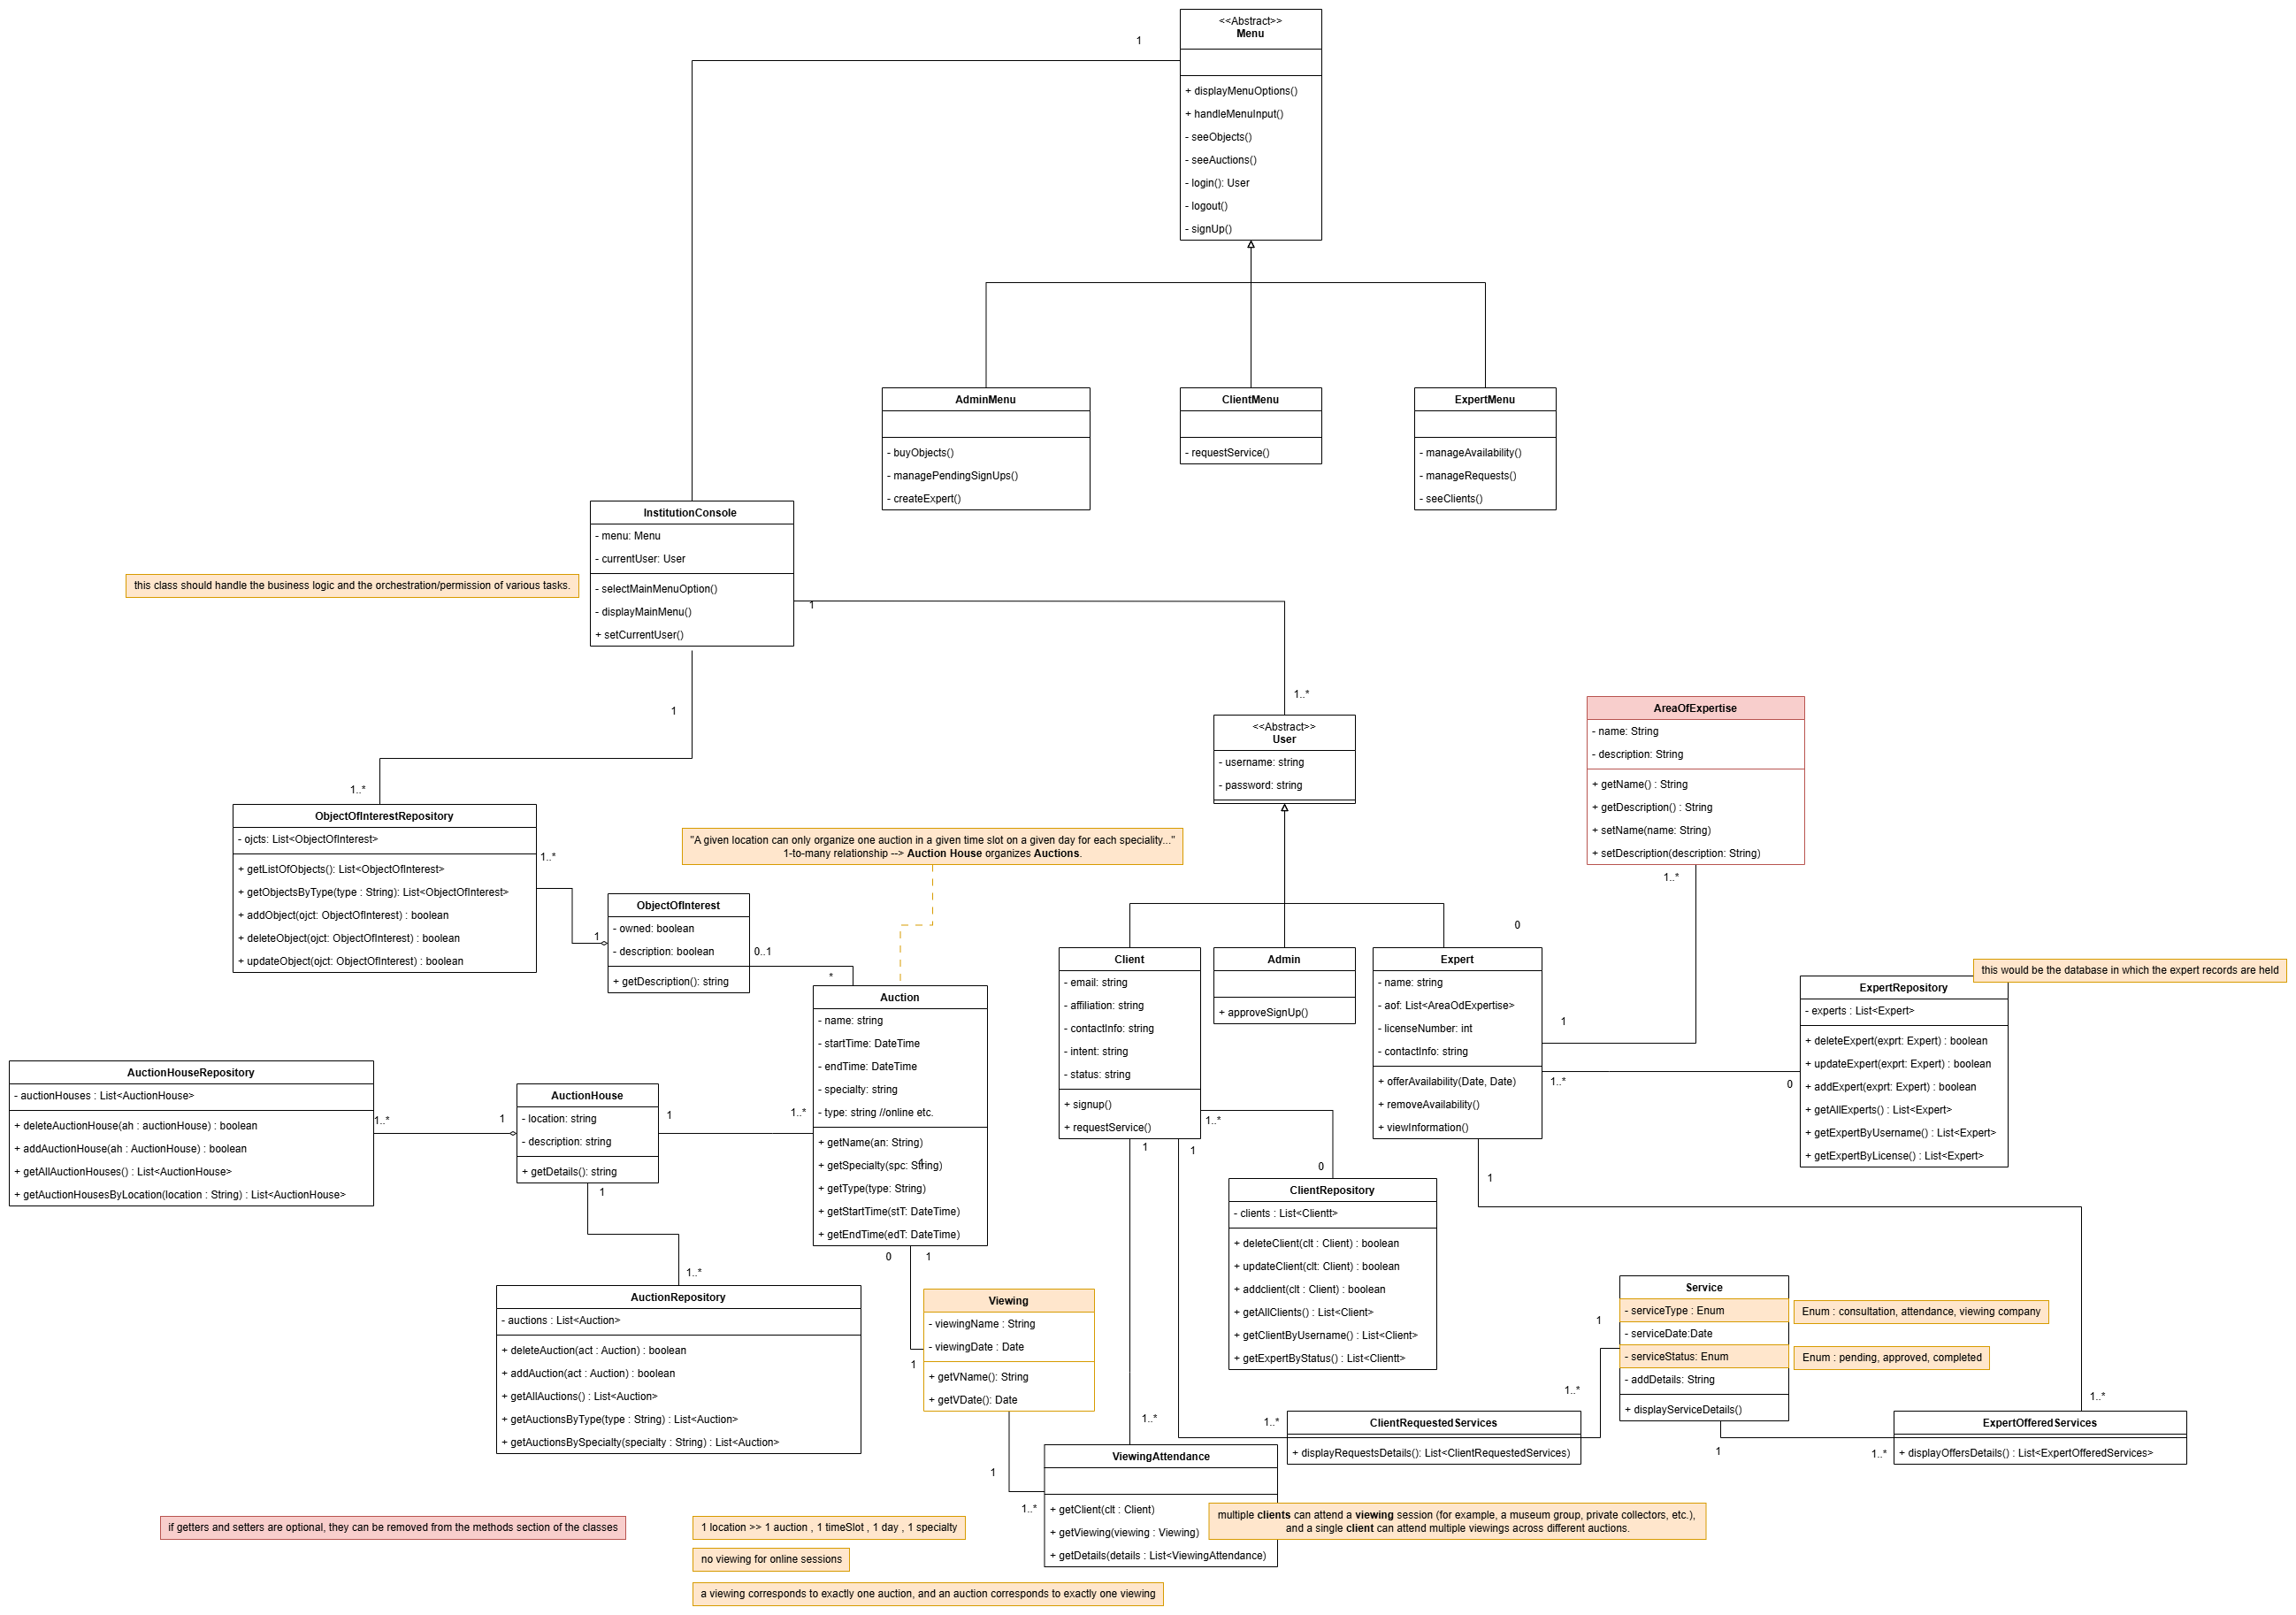 <<Abstract>>
Menu
+ displayMenuOptions()
+ handleMenuInput()
- seeObjects()
- seeAuctions()
- login(): User
- logout()
- signUp()
1
AdminMenu
- buyObjects()
- managePendingSignUps()
- createExpert()
ClientMenu
- requestService()
ExpertMenu
- manageAvailability()
- manageRequests()
- seeClients()
InstitutionConsole
- menu: Menu
- currentUser: User
- selectMainMenuOption()
- displayMainMenu()
+ setCurrentUser()
this class should handle the business logic and the orchestration/permission of various tasks.
1
1..*
1
1..*
<<Abstract>>
User
- username: string
- password: string
AreaOfExpertise
- name: String
- description: String
+ getName() : String
+ getDescription() : String
+ setName(name: String)
+ setDescription(description: String)
1..*
0
1
ObjectOfInterestRepository
- ojcts: List<ObjectOfInterest>
+ getListOfObjects(): List<ObjectOfInterest>
+ getObjectsByType(type : String): List<ObjectOfInterest>
+ addObject(ojct: ObjectOfInterest) : boolean
+ deleteObject(ojct: ObjectOfInterest) : boolean
+ updateObject(ojct: ObjectOfInterest) : boolean
1..*
1
"A given location can only organize one auction in a given time slot on a given day for each speciality..."
1-to-many relationship --> Auction House organizes Auctions.
ObjectOfInterest
- owned: boolean
- description: boolean
+ getDescription(): string
0..1
*
Auction
- name: string
- startTime: DateTime
- endTime: DateTime
- specialty: string
- type: string //online etc.
+ getName(an: String)
+ getSpecialty(spc: String)
+ getType(type: String)
+ getStartTime(stT: DateTime)
+ getEndTime(edT: DateTime)
1
Client
- email: string
- affiliation: string
- contactInfo: string
- intent: string
- status: string
+ signup()
+ requestService()
Admin
+ approveSignUp()
Expert
- name: string
- aof: List<AreaOdExpertise>
- licenseNumber: int
- contactInfo: string
+ offerAvailability(Date, Date)
+ removeAvailability()
+ viewInformation()
this would be the database in which the expert records are held
ExpertRepository
- experts : List<Expert>
+ deleteExpert(exprt: Expert) : boolean
+ updateExpert(exprt: Expert) : boolean
+ addExpert(exprt: Expert) : boolean
+ getAllExperts() : List<Expert>
+ getExpertByUsername() : List<Expert>
+ getExpertByLicense() : List<Expert>
1..*
0
AuctionHouseRepository
- auctionHouses : List<AuctionHouse>
+ deleteAuctionHouse(ah : auctionHouse) : boolean
+ addAuctionHouse(ah : AuctionHouse) : boolean
+ getAllAuctionHouses() : List<AuctionHouse>
+ getAuctionHousesByLocation(location : String) : List<AuctionHouse>
1..*
1
AuctionHouse
- location: string
- description: string
+ getDetails(): string
1
1..*
1
1..*
AuctionRepository
- auctions : List<Auction>
+ deleteAuction(act : Auction) : boolean
+ addAuction(act : Auction) : boolean
+ getAllAuctions() : List<Auction>
+ getAuctionsByType(type : String) : List<Auction>
+ getAuctionsBySpecialty(specialty : String) : List<Auction>
0
1
1
Viewing
- viewingName : String
- viewingDate : Date
+ getVName(): String
+ getVDate(): Date
1
1..*
1
1
1..*
0
ClientRepository
- clients : List<Clientt>
+ deleteClient(clt : Client) : boolean
+ updateClient(clt: Client) : boolean
+ addclient(clt : Client) : boolean
+ getAllClients() : List<Client>
+ getClientByUsername() : List<Client>
+ getExpertByStatus() : List<Clientt>
1
Service
- serviceType : Enum
- serviceDate:Date
- serviceStatus: Enum
- addDetails: String
+ displayServiceDetails()
Enum : consultation, attendance, viewing company
Enum : pending, approved, completed
1
1..*
1..*
1..*
ClientRequestedServices
+ displayRequestsDetails(): List<ClientRequestedServices>
1
1..*
1..*
ExpertOfferedServices
+ displayOffersDetails() : List<ExpertOfferedServices>
ViewingAttendance
+ getClient(clt : Client)
+ getViewing(viewing : Viewing)
+ getDetails(details : List<ViewingAttendance)
multiple clients can attend a viewing session (for example, a museum group, private collectors, etc.),
and a single client can attend multiple viewings across different auctions.
if getters and setters are optional, they can be removed from the methods section of the classes
1 location >> 1 auction , 1 timeSlot , 1 day , 1 specialty
no viewing for online sessions
a viewing corresponds to exactly one auction, and an auction corresponds to exactly one viewing